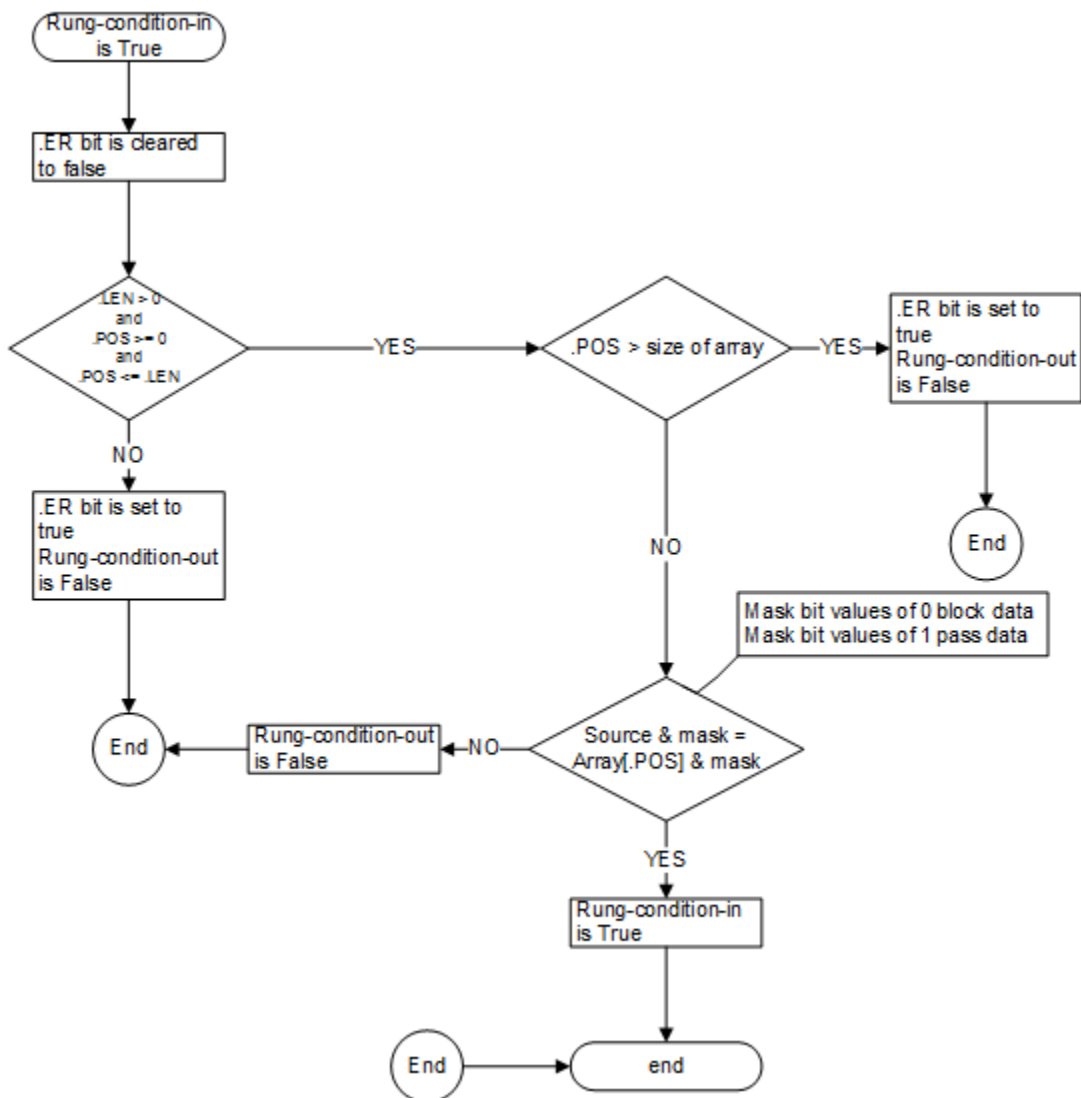 Rung-condition-in
is True
.ER bit is cleared
to false
.LEN > 0
and
.POS >= 0
and
.POS <= .LEN
YES
.POS > size of array
YES
.ER bit is set to
true
Rung-condition-out
is False
NO
.ER bit is set to
true
Rung-condition-out
is False
End
NO
Mask bit values of 0 block data
Mask bit values of 1 pass data
Source & mask =
Array[.POS] & mask
NO
Rung-condition-out
is False
End
YES
Rung-condition-in
is True
End
end